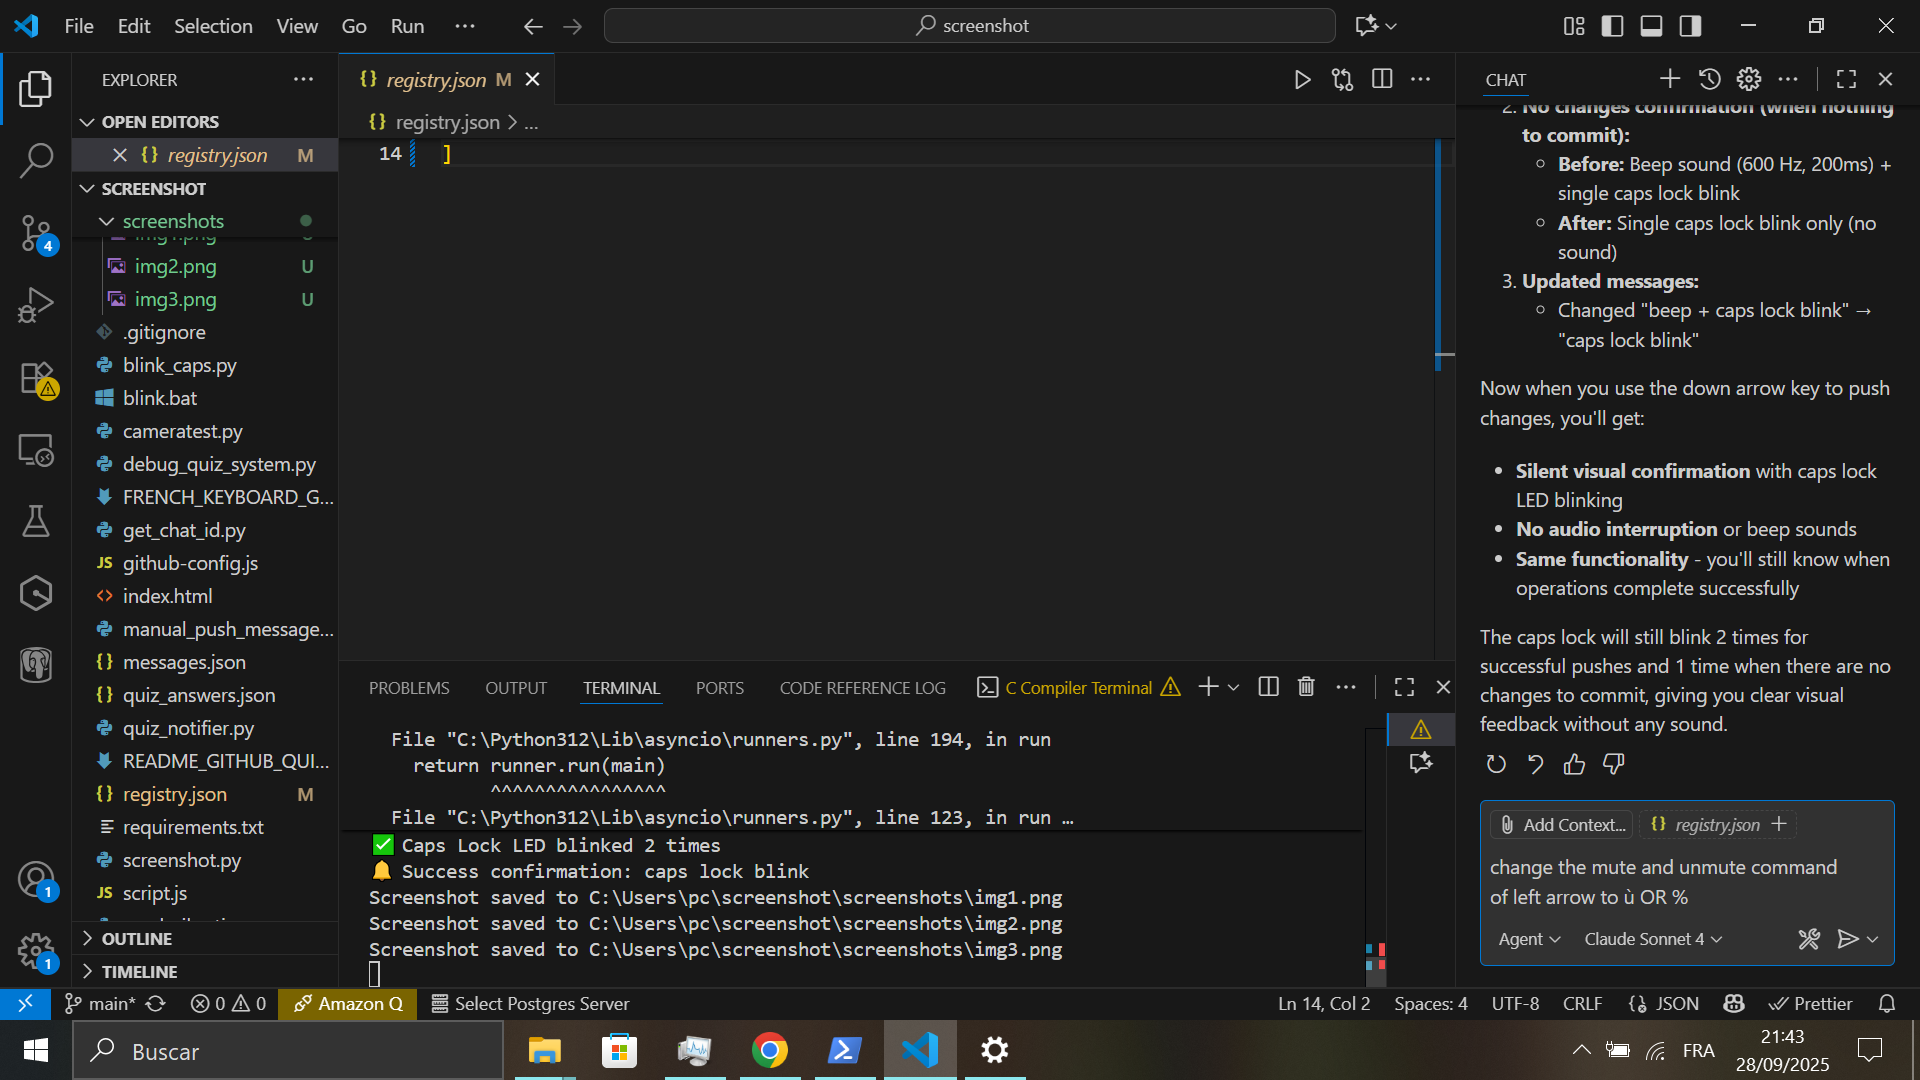 File Edit Selection View Go Run ···
screenshot
EXPLORER ···
OPEN EDITORS
registry.json M
SCREENSHOT
screenshots
img1.png U
img2.png U
img3.png U
.gitignore
blink_caps.py
blink.bat
cameratest.py
debug_quiz_system.py
FRENCH_KEYBOARD_G...
get_chat_id.py
github-config.js
index.html
manual_push_message...
messages.json
quiz_answers.json
quiz_notifier.py
README_GITHUB_QUI...
registry.json M
requirements.txt
screenshot.py
script.js
OUTLINE
TIMELINE
4
1
1
registry.json M
registry.json > ...
14 ]
PROBLEMS OUTPUT TERMINAL PORTS CODE REFERENCE LOG C Compiler Terminal
File "C:\Python312\Lib\asyncio\runners.py", line 194, in run
return runner.run(main)
^^^^^^^^^^^^^^^^
File "C:\Python312\Lib\asyncio\runners.py", line 123, in run …
✅ Caps Lock LED blinked 2 times
🔔 Success confirmation: caps lock blink
Screenshot saved to C:\Users\pc\screenshot\screenshots\img1.png
Screenshot saved to C:\Users\pc\screenshot\screenshots\img2.png
Screenshot saved to C:\Users\pc\screenshot\screenshots\img3.png
CHAT
2. No changes confirmation (when nothing
to commit):
Before: Beep sound (600 Hz, 200ms) +
single caps lock blink
After: Single caps lock blink only (no
sound)
3. Updated messages:
Changed "beep + caps lock blink" →
"caps lock blink"
Now when you use the down arrow key to push
changes, you'll get:
• Silent visual confirmation with caps lock
LED blinking
• No audio interruption or beep sounds
• Same functionality - you'll still know when
operations complete successfully
The caps lock will still blink 2 times for
successful pushes and 1 time when there are no
changes to commit, giving you clear visual
feedback without any sound.
Add Context... registry.json
change the mute and unmute command
of left arrow to ù OR %
Agent Claude Sonnet 4
main* 0 0 Amazon Q Select Postgres Server Ln 14, Col 2 Spaces: 4 UTF-8 CRLF JSON Prettier
Buscar
FRA
21:43
28/09/2025